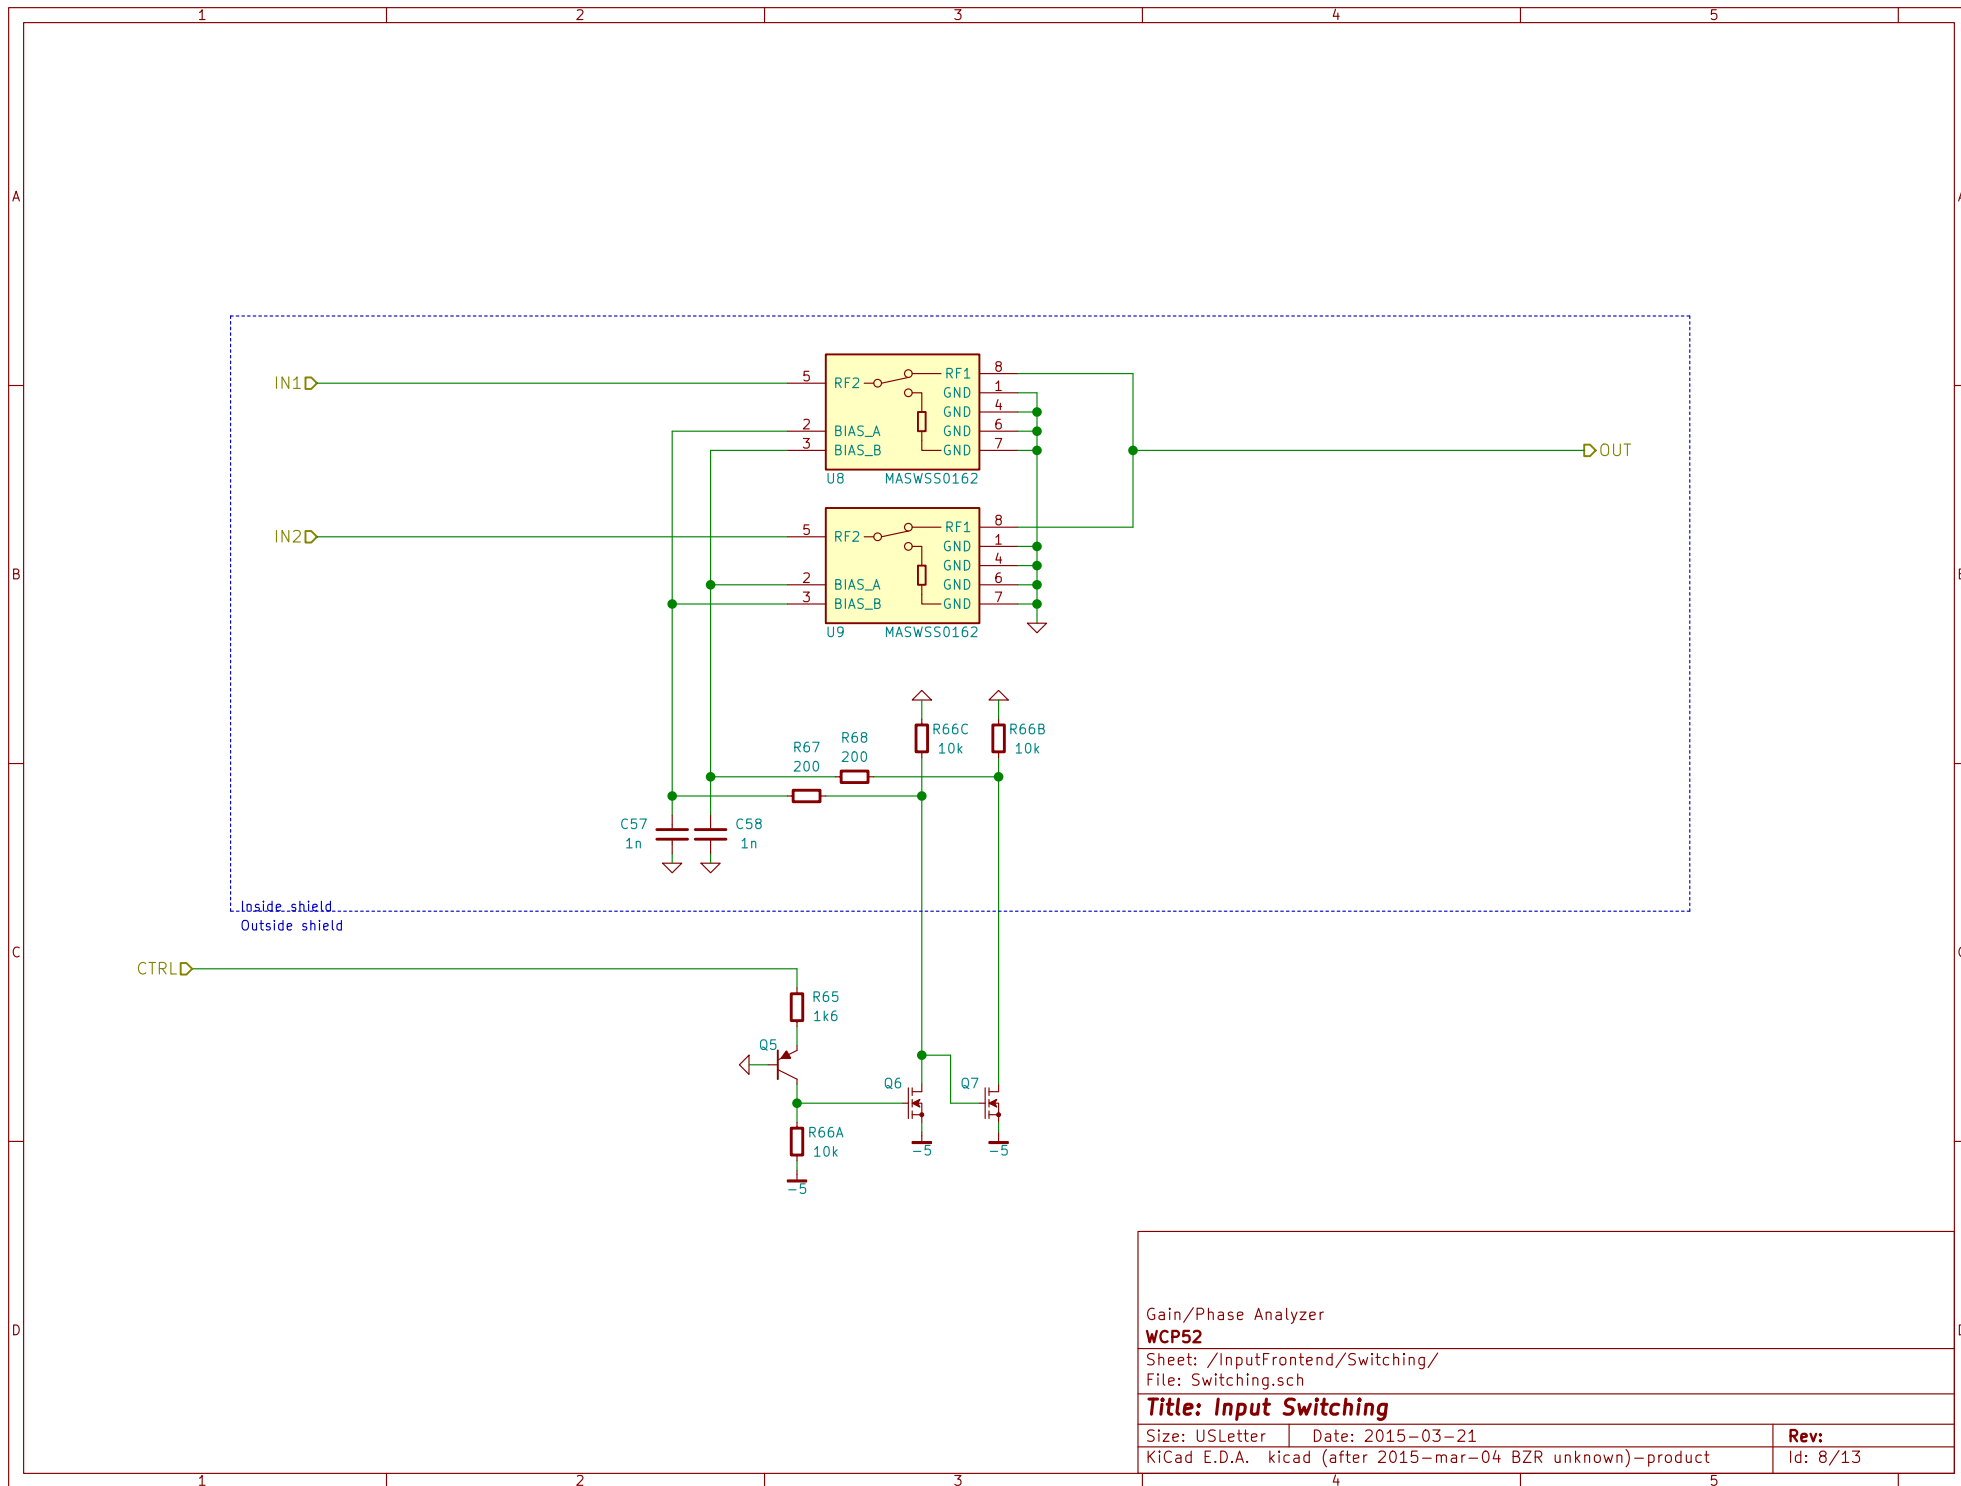 1 2 3 4 5
A
IN1
5 RF2
RF1 8
GND 1
GND 4
2 BIAS_A
GND 6
3 BIAS_B
GND 7
OUT
U8 MASWSS0162
IN2
5 RF2
RF1 8
GND 1
GND 4
2 BIAS_A
GND 6
3 BIAS_B
GND 7
U9 MASWSS0162
B
R66C
10k
R66B
10k
R67
200
R68
200
C57
1n
C58
1n
Inside shield
Outside shield
C
CTRL
R65
1k6
Q5
Q6
Q7
R66A
10k
-5
-5
-5
D
Gain/Phase Analyzer
WCP52
Sheet: /InputFrontend/Switching/
File: Switching.sch
Title: Input Switching
Size: USLetter Date: 2015-03-21 Rev:
KiCad E.D.A. kicad (after 2015-mar-04 BZR unknown)-product Id: 8/13
1 2 3 4 5